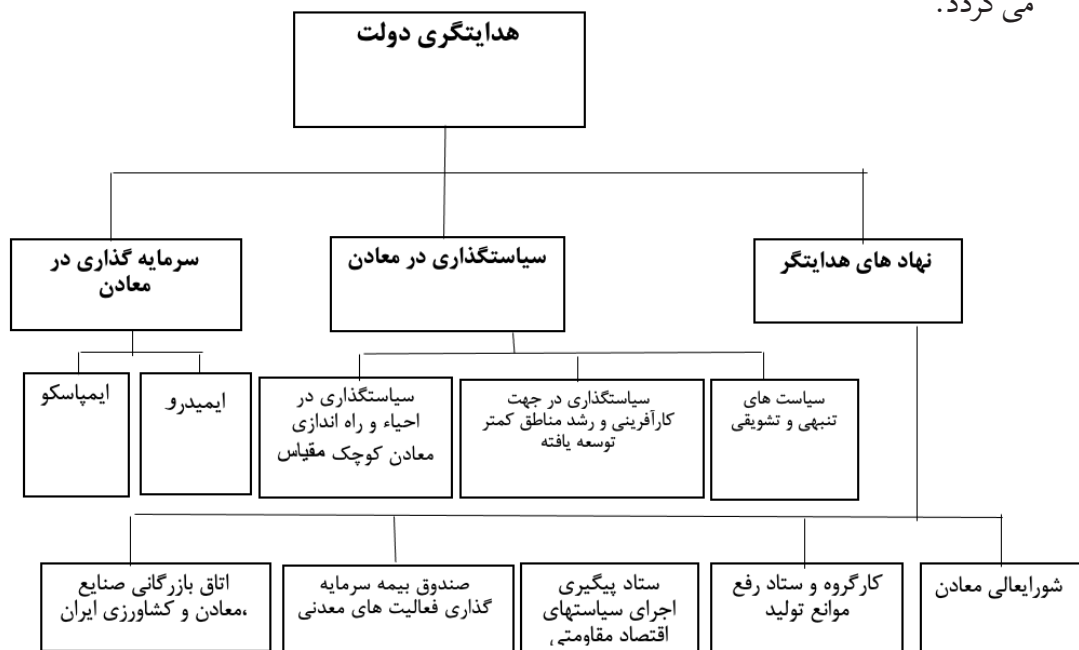 می گردد.
هدایتگری دولت
نهاد های هدایتگر
سیاستگذاری در معادن
سرمایه گذاری در
معادن
سیاست های
تنبهی و تشویقی
سیاستگذاری در جهت
کارآفرینی و رشد مناطق کمتر
توسعه یافته
سیاستگذاری در
احیاء و راه اندازی
معادن کوچک مقیاس
ایمیدرو
ایمپاسکو
شورایعالی معادن
کارگروه و ستاد رفع
موانع تولید
ستاد پیگیری
اجرای سیاستهای
اقتصاد مقاومتی
صندوق بیمه سرمایه
گذاری فعالیت های معدنی
اتاق بازرگانی صنایع
،معادن و کشاورزی ایران